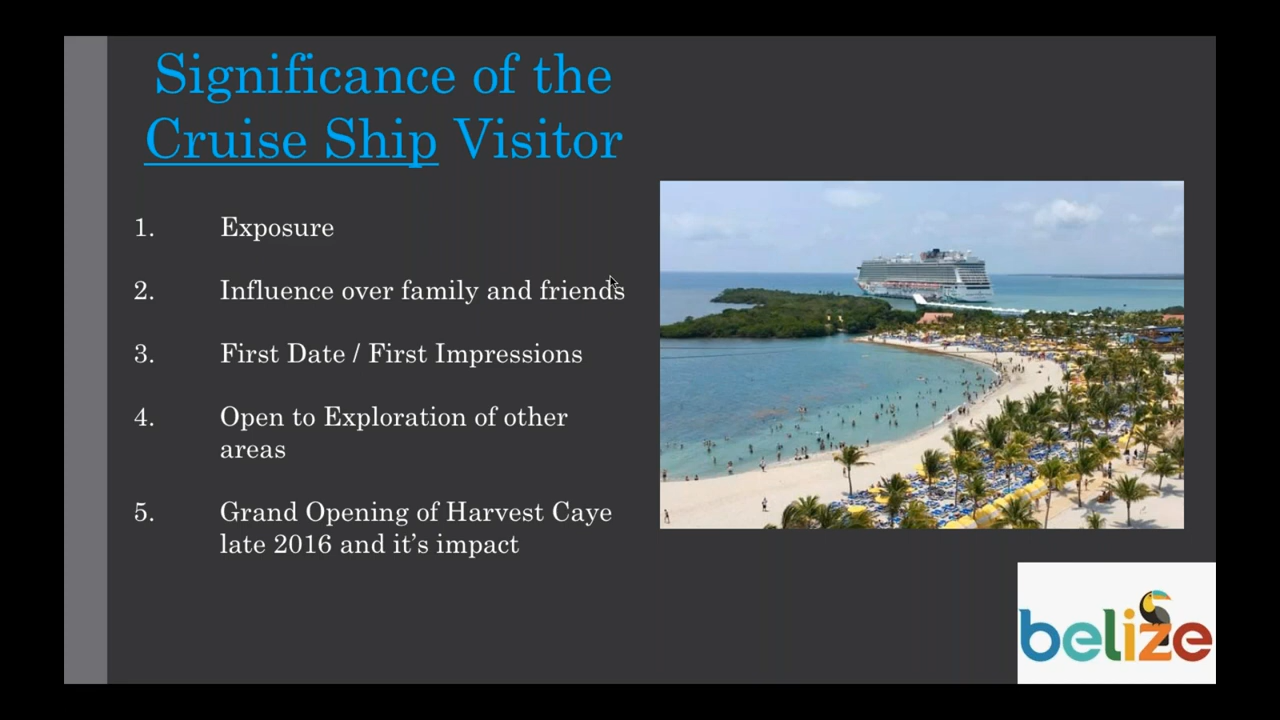 Significance of the
Cruise Ship Visitor
1. Exposure
2. Influence over family and friends
3. First Date / First Impressions
4. Open to Exploration of other
areas
5. Grand Opening of Harvest Caye
late 2016 and it’s impact
belize